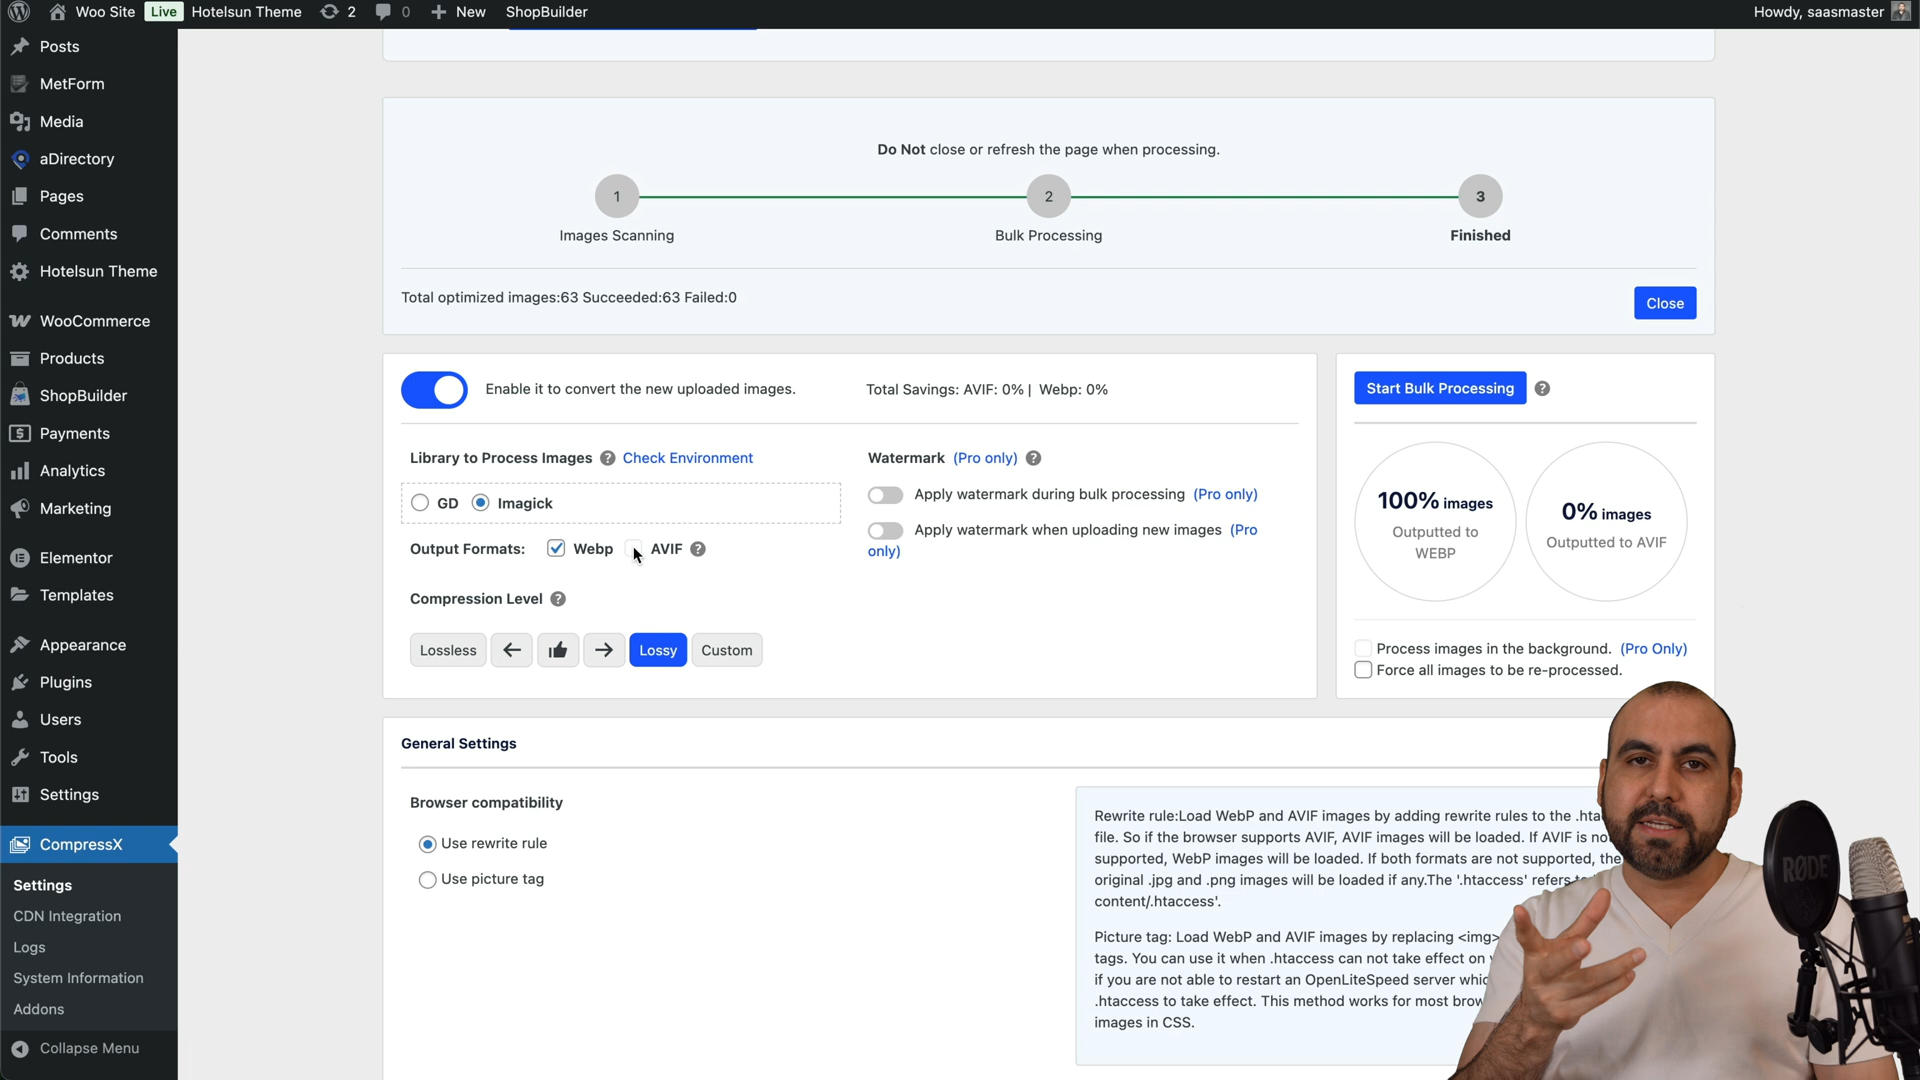 Woo Site Live Hotelsun Theme 2 0 New ShopBuilder Howdy, saasmaster
Posts
MetForm
Media
aDirectory
Pages
Comments
Hotelsun Theme
WooCommerce
Products
ShopBuilder
Payments
Analytics
Marketing
Elementor
Templates
Appearance
Plugins
Users
Tools
Settings
CompressX
Settings
CDN Integration
Logs
System Information
Addons
Collapse Menu
Do Not close or refresh the page when processing.
1 2 3
Images Scanning Bulk Processing Finished
Total optimized images:63 Succeeded:63 Failed:0
Close
Enable it to convert the new uploaded images. Total Savings: AVIF: 0% | Webp: 0%
Library to Process Images ? Check Environment
GD Imagick
Output Formats: Webp AVIF ?
Compression Level ?
Lossless Lossy Custom
Watermark (Pro only) ?
Apply watermark during bulk processing (Pro only)
Apply watermark when uploading new images (Pro
only)
Start Bulk Processing ?
100% images
Outputted to
WEBP
0% images
Outputted to AVIF
Process images in the background. (Pro Only)
Force all images to be re-processed.
General Settings
Browser compatibility
Use rewrite rule
Use picture tag
Rewrite rule:Load WebP and AVIF images by adding rewrite rules to the .hta
file. So if the browser supports AVIF, AVIF images will be loaded. If AVIF is no
supported, WebP images will be loaded. If both formats are not supported, the
original .jpg and .png images will be loaded if any.The '.htaccess' refers
content/.htaccess'.
Picture tag: Load WebP and AVIF images by replacing <img>
tags. You can use it when .htaccess can not take effect on
if you are not able to restart an OpenLiteSpeed server whic
.htaccess to take effect. This method works for most brow
images in CSS.
RØDE